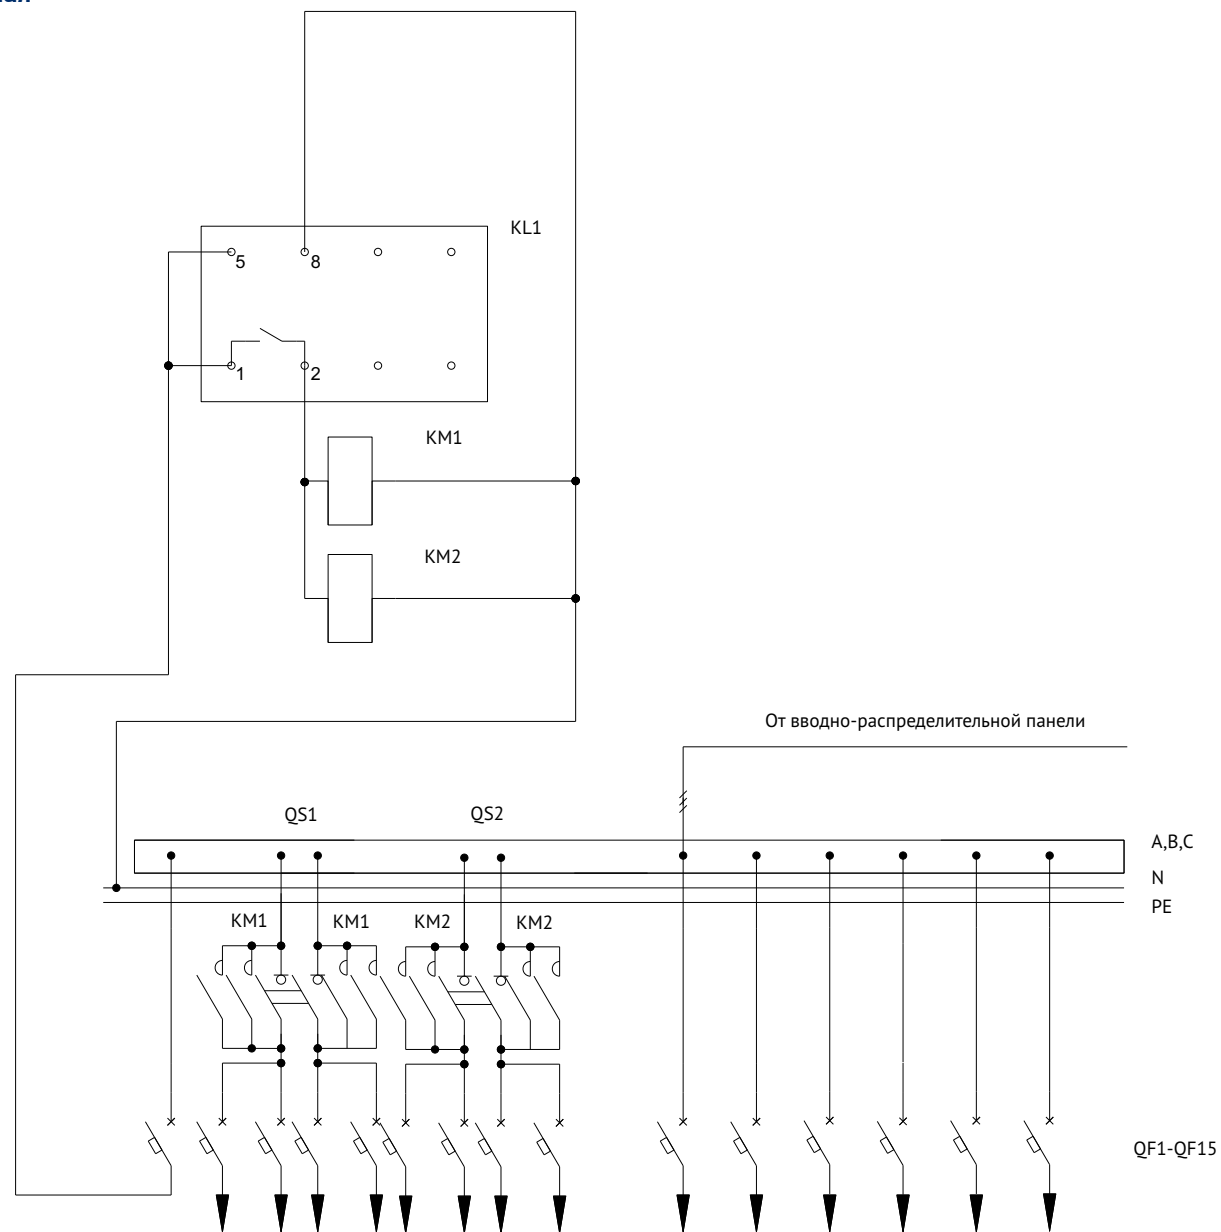 KL1
5
8
1
2
KM1
KM2
От вводно-распределительной панели
QS1
QS2
A,B,C
N
PE
KM1
KM1
KM2
KM2
QF1-QF15